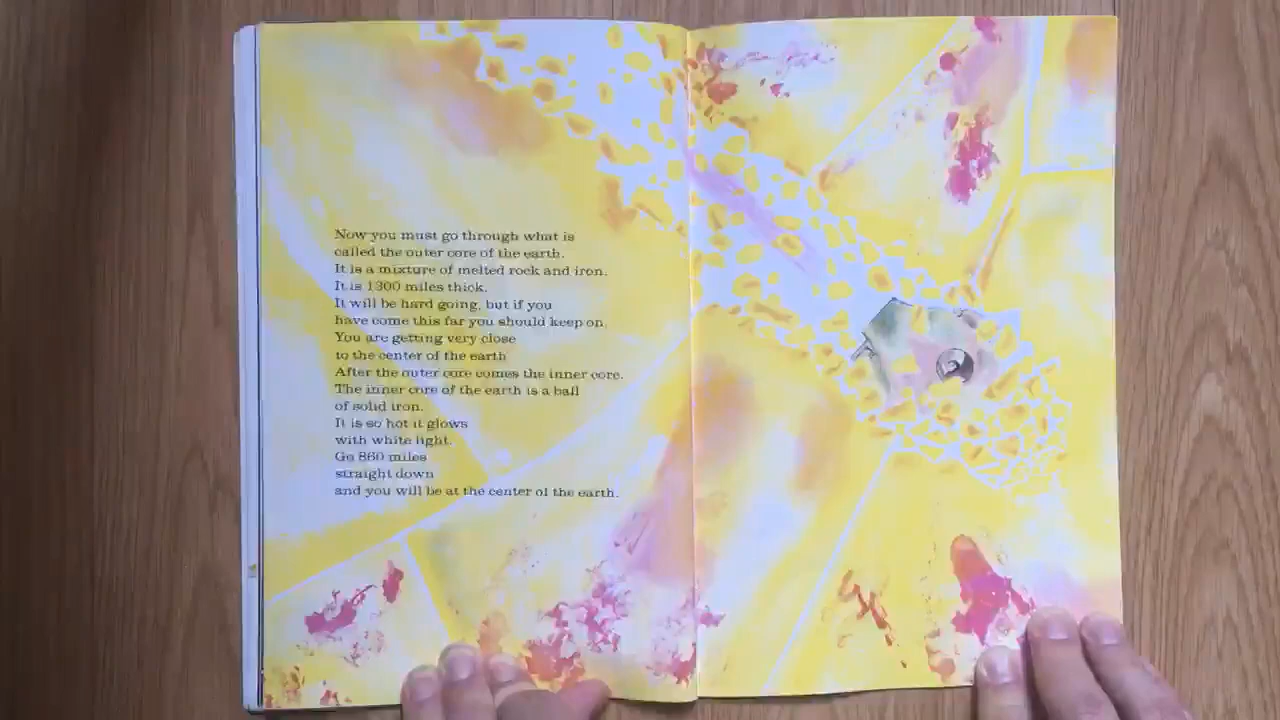 Now you must go through what is
called the outer core of the earth.
It is a mixture of melted rock and iron.
It is 1300 miles thick.
It will be hard going, but if you
have come this far you should keep on.
You are getting very close
to the center of the earth
After the outer core comes the inner core.
The inner core of the earth is a ball
of solid iron.
It is so hot it glows
with white light.
Go 860 miles
straight down
and you will be at the center of the earth.